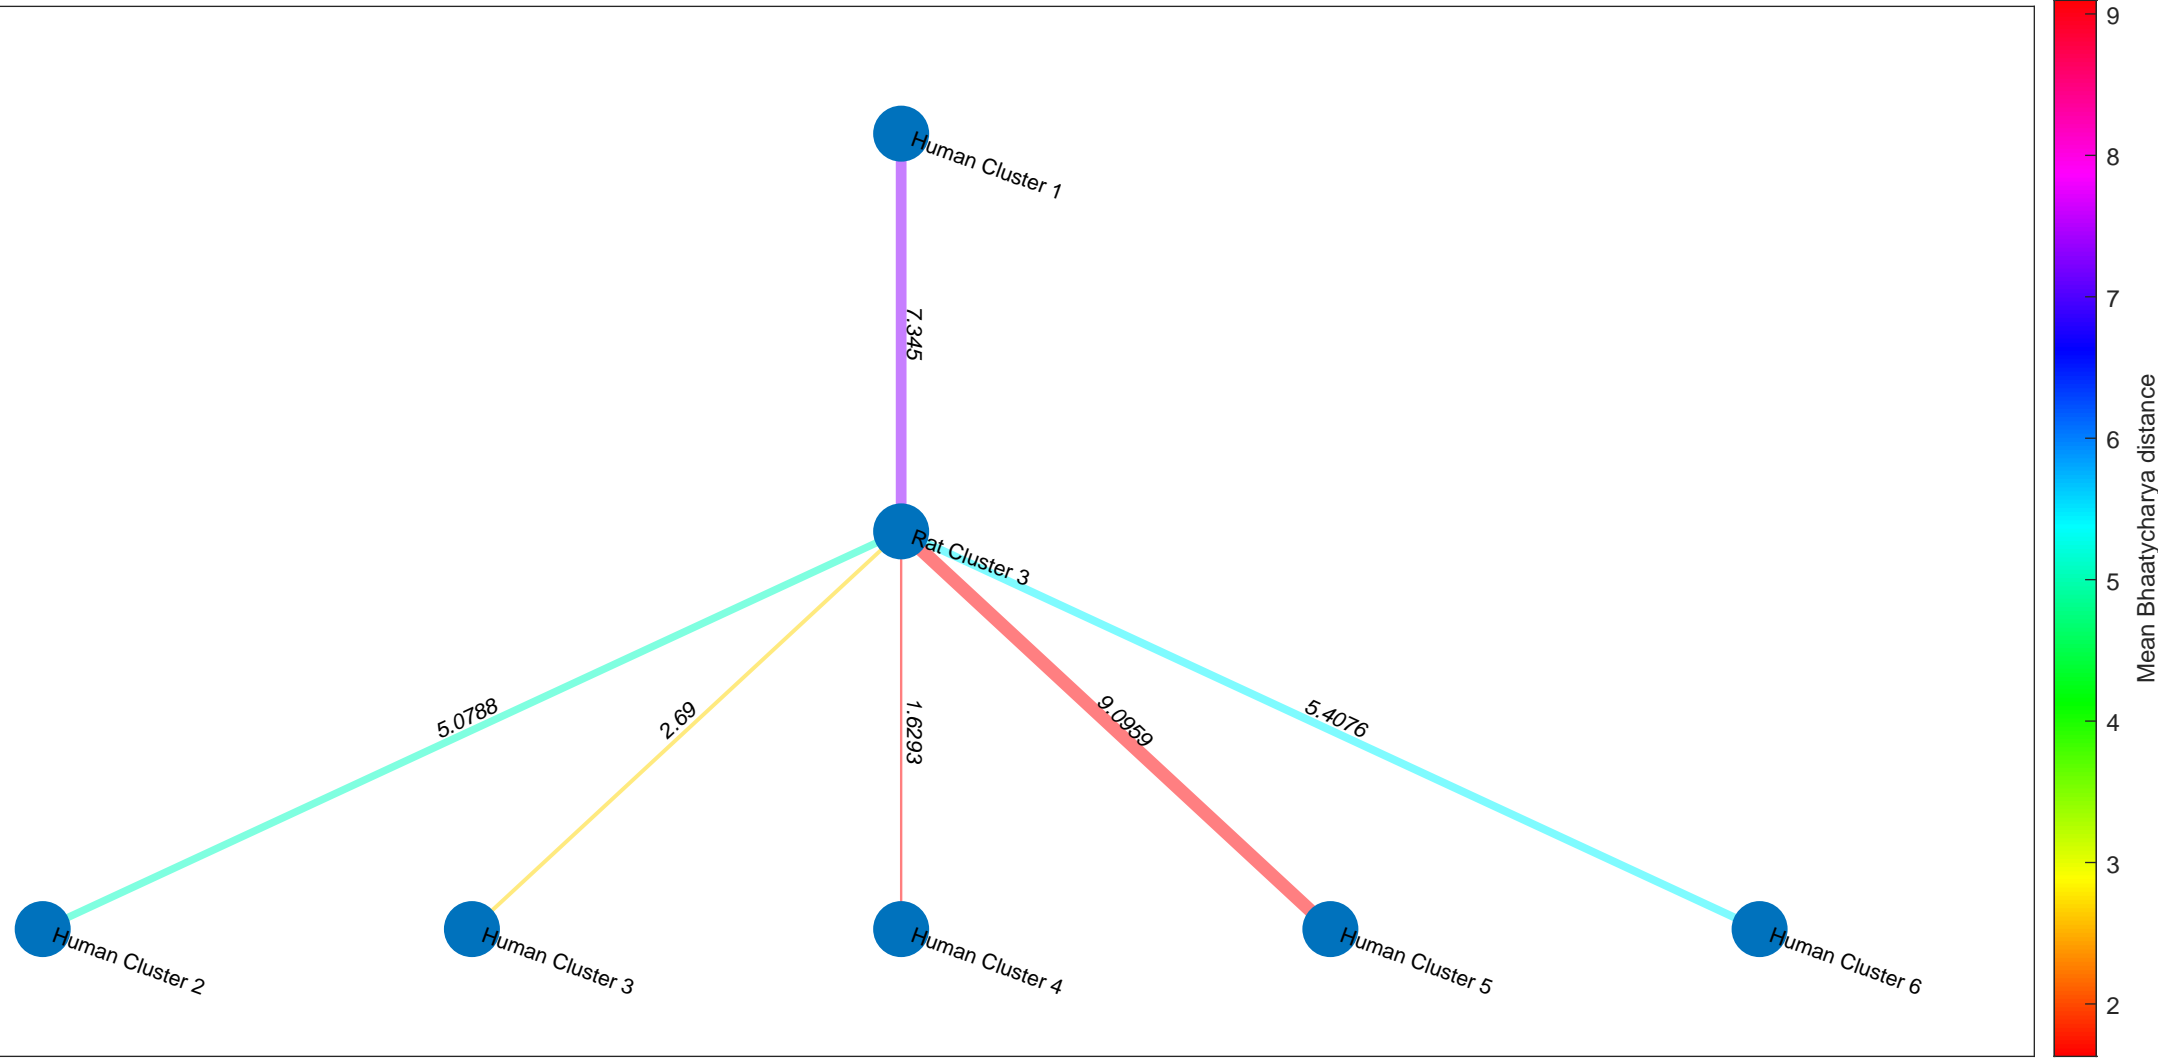 Human Cluster 1
7.345
Rat Cluster 3
5.0788
2.69
1.6293
9.0959
5.4076
Human Cluster 2
Human Cluster 3
Human Cluster 4
Human Cluster 5
Human Cluster 6
9
8
7
6
5
4
3
2
Mean Bhaatycharya distance